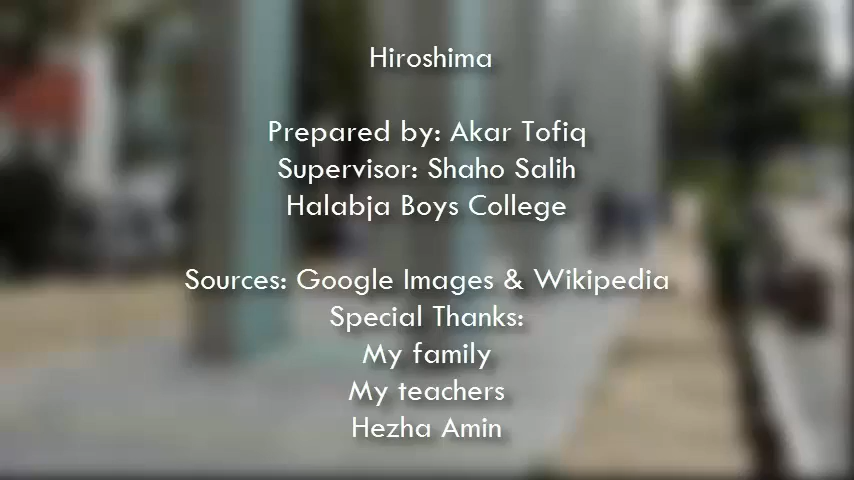 Hiroshima
Prepared by: Akar Tofiq
Supervisor: Shaho Salih
Halabja Boys College
Sources: Google Images & Wikipedia
Special Thanks:
My family
My teachers
Hezha Amin